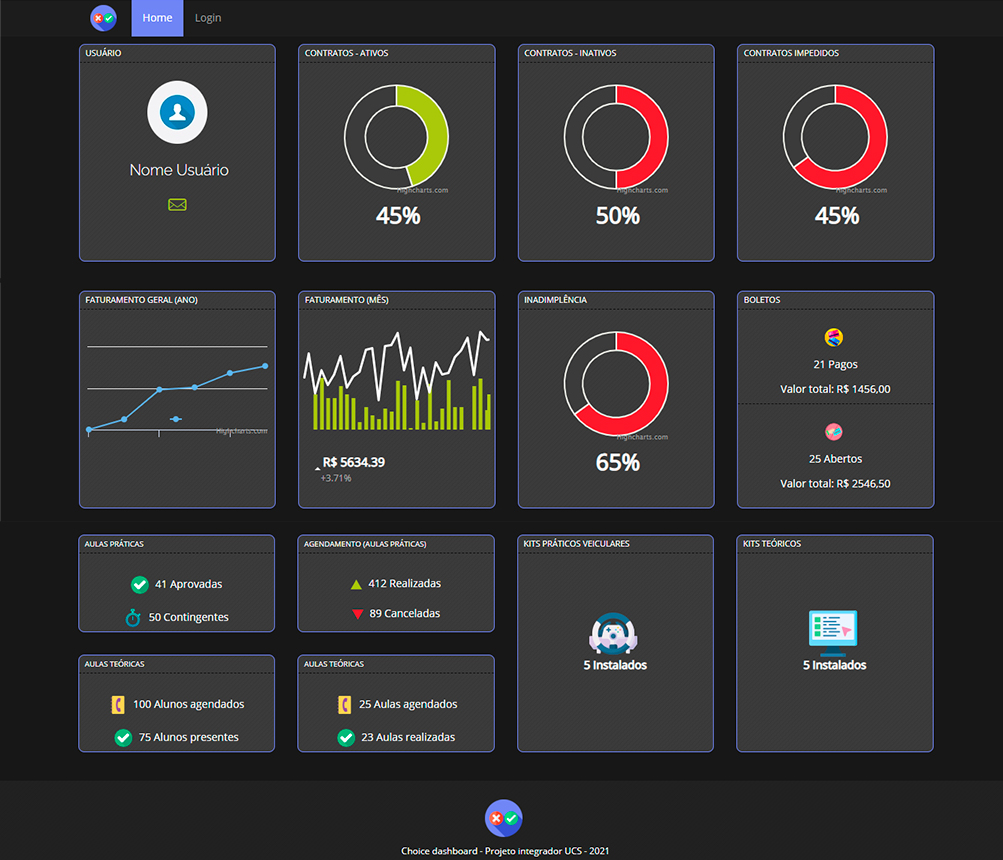 Home
Login
USUÁRIO
Nome Usuário
CONTRATOS - ATIVOS
Highcharts.com
45%
CONTRATOS - INATIVOS
Highcharts.com
50%
CONTRATOS IMPEDIDOS
Highcharts.com
45%
FATURAMENTO GERAL (ANO)
Highcharts.com
FATURAMENTO (MÊS)
R$ 5634.39
+3.71%
INADIMPLÊNCIA
Highcharts.com
65%
BOLETOS
21 Pagos
Valor total: R$ 1456,00
25 Abertos
Valor total: R$ 2546,50
AULAS PRÁTICAS
41 Aprovadas
50 Contingentes
AGENDAMENTO (AULAS PRÁTICAS)
412 Realizadas
89 Canceladas
KITS PRÁTICOS VEICULARES
5 Instalados
KITS TEÓRICOS
5 Instalados
AULAS TEÓRICAS
100 Alunos agendados
75 Alunos presentes
AULAS TEÓRICAS
25 Aulas agendados
23 Aulas realizadas
Choice dashboard - Projeto integrador UCS - 2021